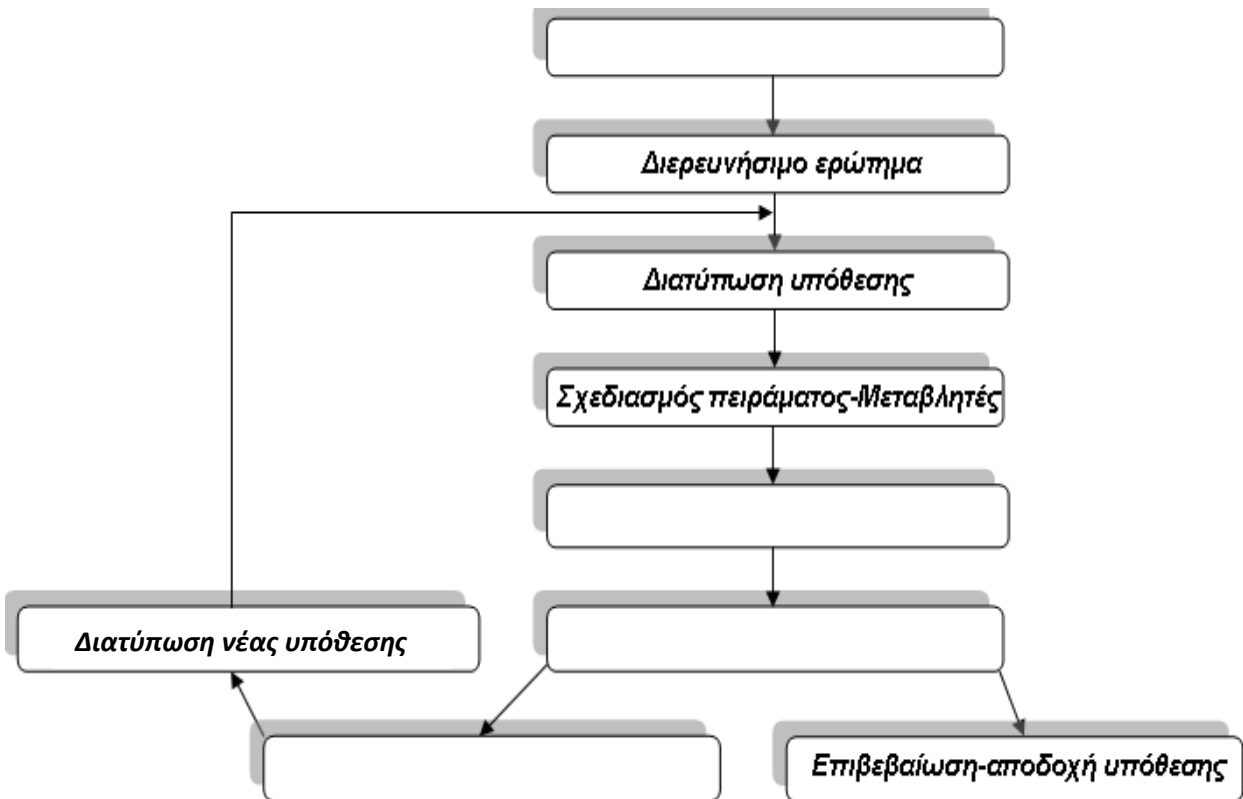 Διερευνήσιμο ερώτημα
Διατύπωση υπόθεσης
Σχεδιασμός πειράματος-Μεταβλητές
Διατύπωση νέας υπόθεσης
Επιβεβαίωση-αποδοχή υπόθεσης